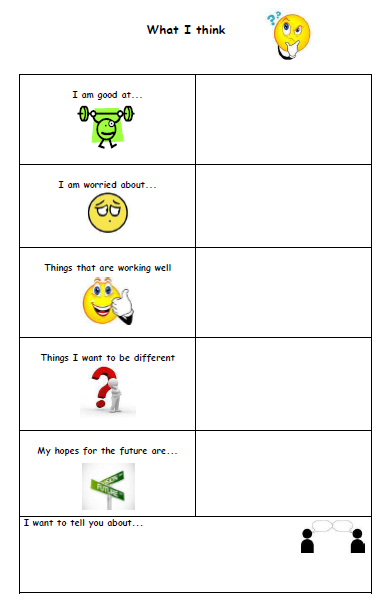 What I think
I am good at...
I am worried about...
Things that are working well
Things I want to be different
My hopes for the future are...
FUTURE
I want to tell you about...